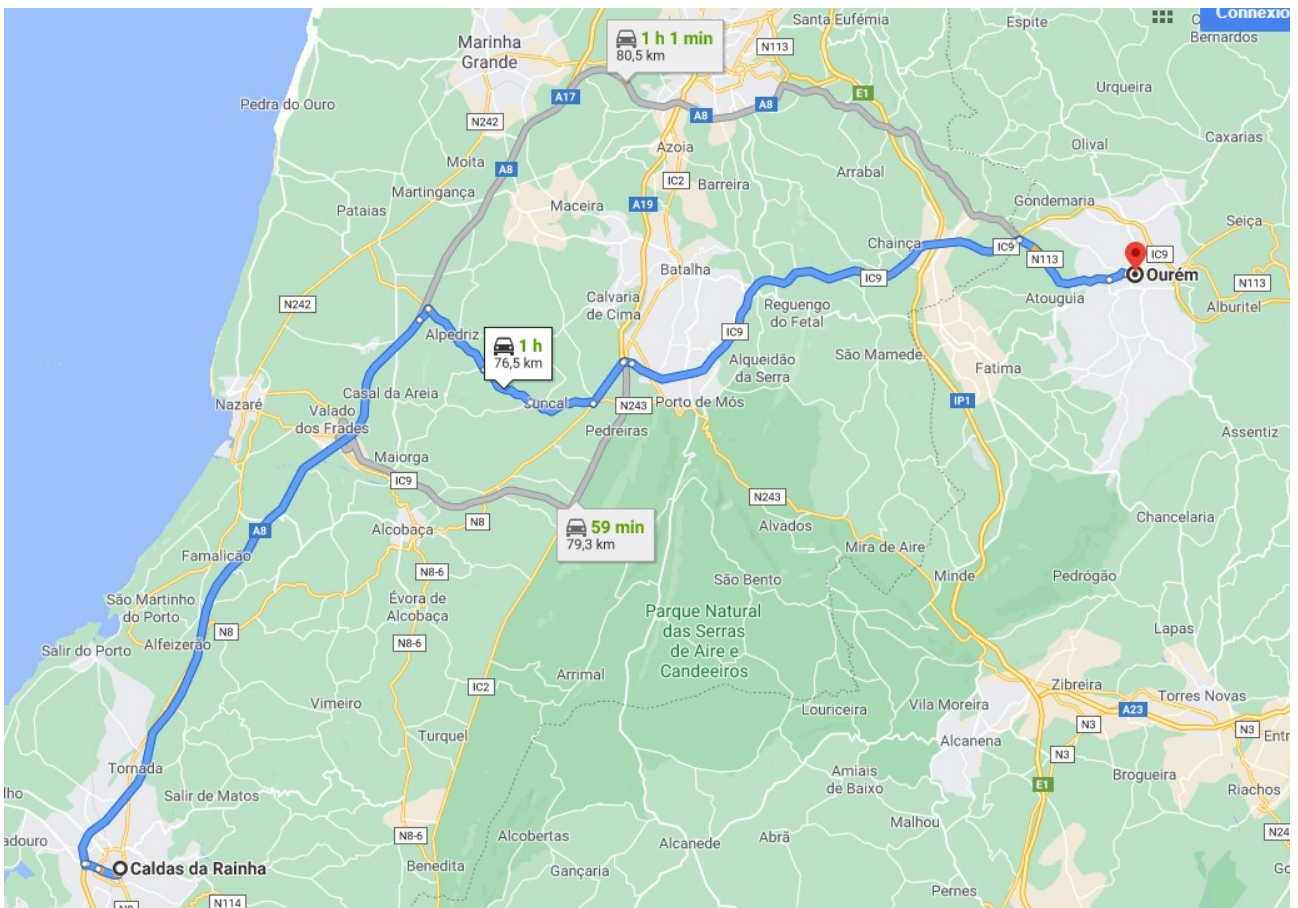 Connexio
Santa Eufémia
Espite
Bernardos
Marinha
Grande
1 h 1 min
80,5 km
N113
E1
Urqueira
Pedra do Ouro
A17
A8
A8
N242
Caxarias
Olival
Azoia
Moita
A8
IC2
Barreira
Arrabal
Martingança
Maceira
A19
Gondemaria
Seiça
Pataias
Chainça
IC9
N113
IC9
Ourém
Batalha
IC9
N113
N242
Calvaria
de Cima
Reguengo
do Fetal
Atouguia
Alburitel
Alpedriz
IC9
1 h
76,5 km
Alqueidão
da Serra
São Mamede
Fatima
Casal da Areia
Nazaré
Valado
dos Frades
Juncal
N243
Porto de Mós
IP1
Pedreiras
Assentiz
Maiorga
IC9
N243
A8
Alcobaça
N8
59 min
79,3 km
Alvados
Chancelaria
Mira de Aire
Famalicão
N8-6
São Bento
Minde
Pedrógão
São Martinho
do Porto
Évora de
Alcobaça
Parque Natural
das Serras
de Aire e
Candeeiros
Lapas
N8
Salir do Porto
Alfeizerão
N8-6
Arrimal
IC2
Zibreira
Torres Novas
Vimeiro
Louriceira
Vila Moreira
A23
N3
N3
Turquel
Alcanena
N3
Entr
Tornada
Amiais
de Baixo
E1
Brogueira
Salir de Matos
Riachos
lho
Malhou
adouro
N8-6
Alcobertas
Alcanede
Abrã
N24
Caldas da Rainha
Benedita
Gançaria
Go
Pernes
N114